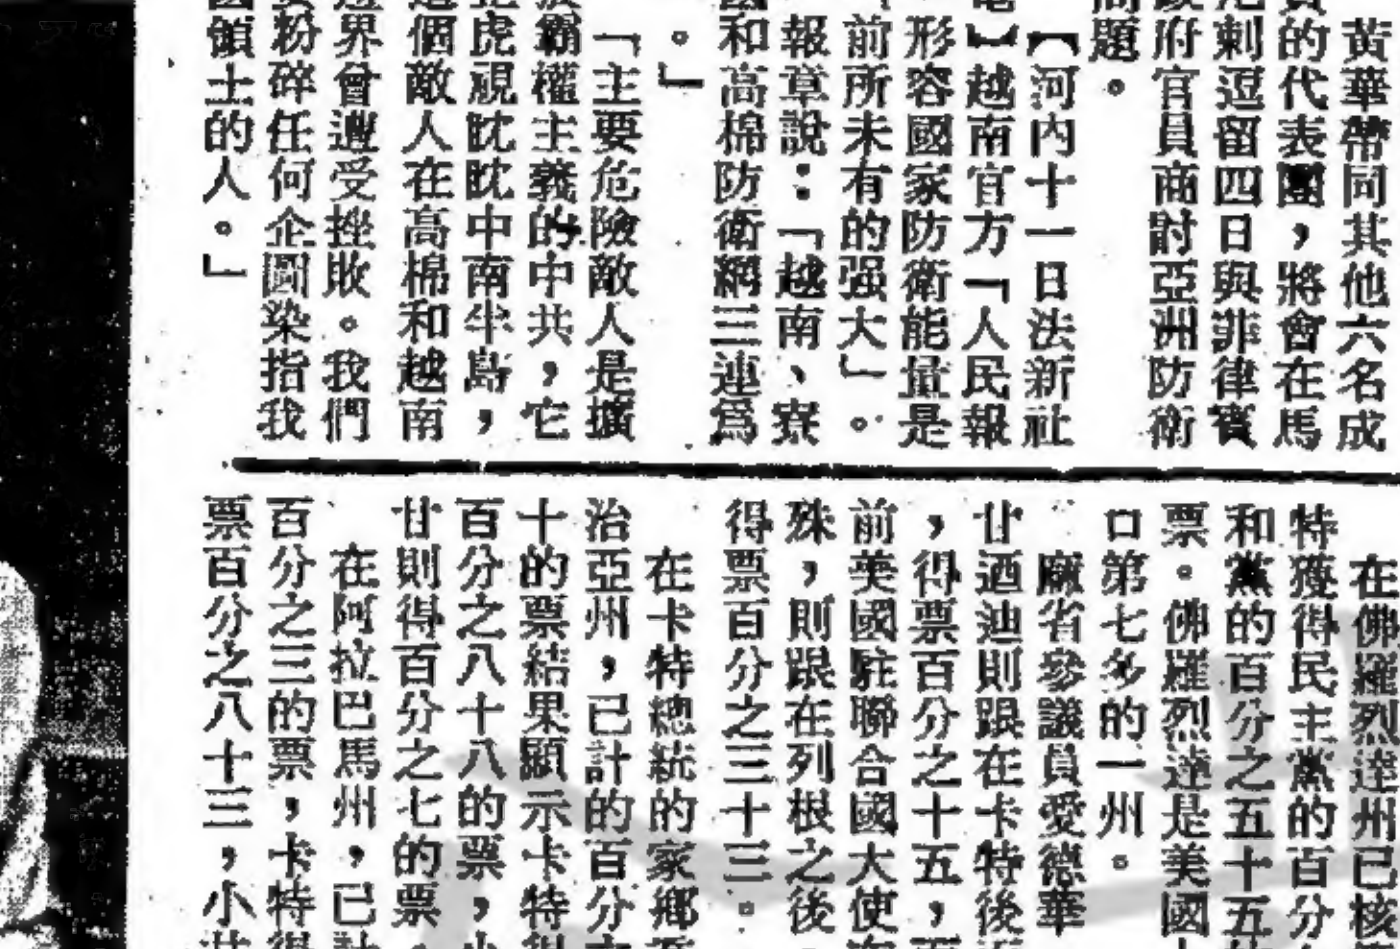 黃華帶同其他六名成
的代表團，將會在馬
剌逗留四日與菲律賓
府官員商討亞洲防衛
問題。
【河內十一日法新社
電】越南官方「人民報
形容國家防衛能量是
「前所未有的强大」。
報章說：「越南、寮
國和高棉防衛網三連為
。」
「主要危險敵人是擴
霸權主義的中共，它
虎視眈眈中南半島，
這個敵人在高棉和越南
邊界曾遭受挫敗。我們
粉碎任何企圖染指我
國領土的人。」
在佛羅烈達州已核
特獲得民主黨的百分
和黨的百分之五十五
票。佛羅烈達是美國
口第七多的一州。
麻省參議員愛德華
甘迺迪則跟在卡特後
，得票百分之十五，
前美國駐聯合國大使
殊，則跟在列根之後
得票百分之三十三。
在卡特總統的家鄉
治亞州，已計的百分
十的票結果顯示卡特得
百分之八十八的票，小
甘則得百分之七的票。
在阿拉巴馬州，已計
百分之三的票，卡特得
票百分之八十三，小甘